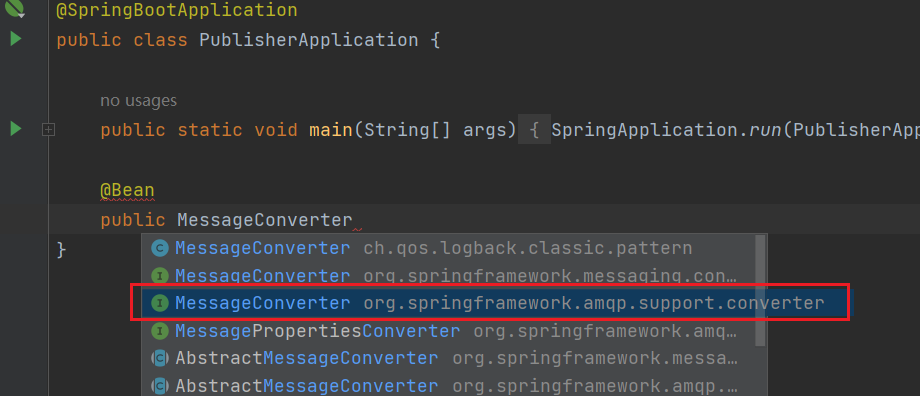 @SpringBootApplication
public class PublisherApplication {
no usages
public static void main(String[] args) { SpringApplication.run(PublisherApp
@Bean
public MessageConverter
}
MessageConverter ch.qos.logback.classic.pattern
MessageConverter org.springframework.messaging.con…
MessageConverter org.springframework.amqp.support.converter
MessagePropertiesConverter org.springframework.amq…
AbstractMessageConverter org.springframework.messa…
AbstractMessageConverter org.springframework.amqp.…